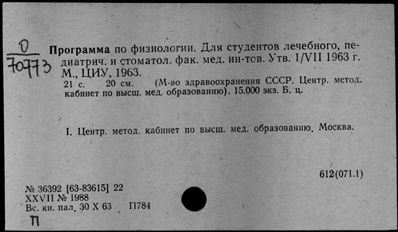 0
70773
Программа по физиологии. Для студентов лечебного, пе-
диатрич. и стоматол. фак. мед. ин-тов. Утв. 1/VII 1963 г.
М., ЦИУ, 1963.
21 с. 20 см. (М-во здравоохранения СССР. Центр. метод.
кабинет по высш. мед. образованию). 15.000 экз. Б. ц.
I. Центр. метод. кабинет по высш. мед. образованию. Москва.
612(071.1)
№ 36392 [63-83615] 22
XXVII № 1988
Вс. кн. пал. 30 X 63 П784
П